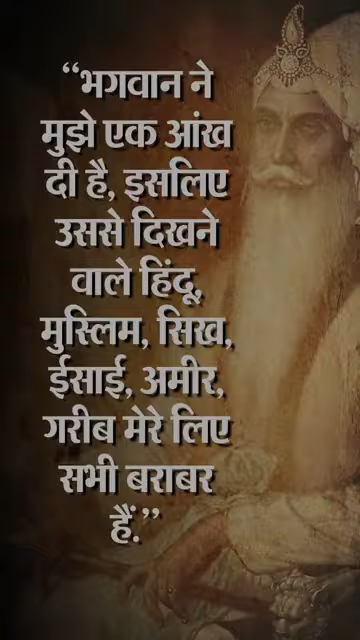 “भगवान ने
मुझे एक आंख
दी है, इसलिए
उससे दिखने
वाले हिंदू,
मुस्लिम, सिख,
ईसाई, अमीर,
गरीब मेरे लिए
सभी बराबर
हैं.”